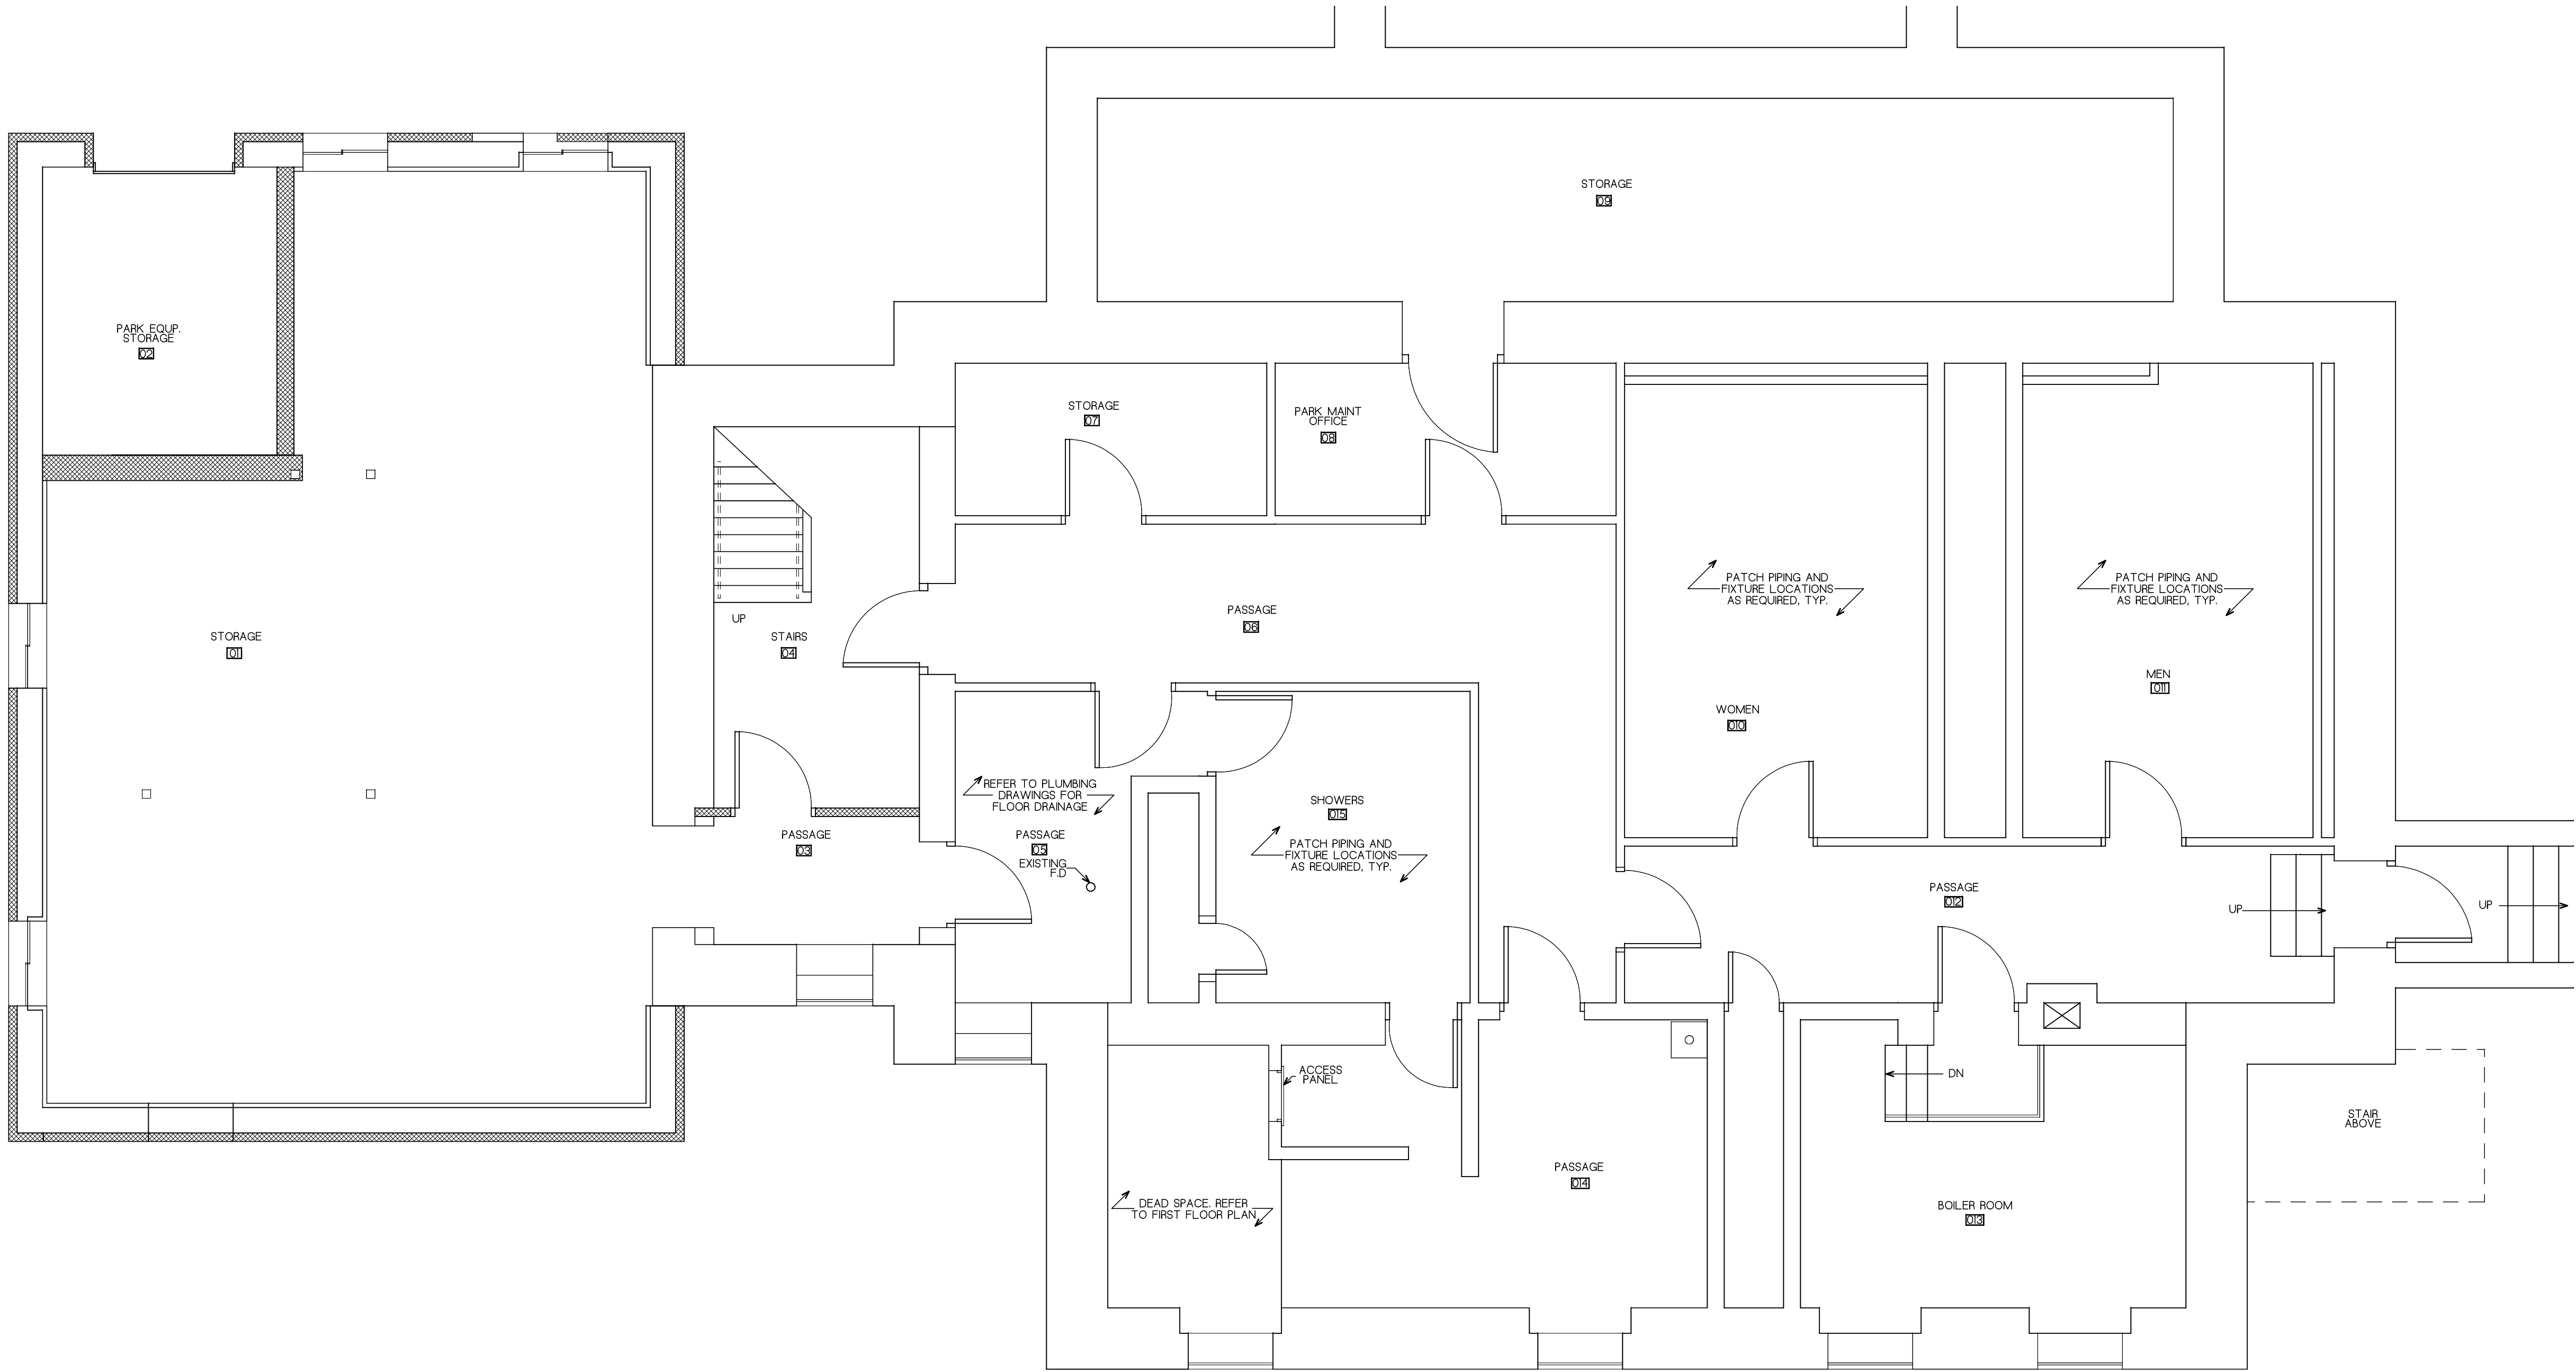 STORAGE
09
PARK EQUP.
STORAGE
02
STORAGE
07
PARK MAINT
OFFICE
08
PATCH PIPING AND
FIXTURE LOCATIONS
AS REQUIRED, TYP.
PATCH PIPING AND
FIXTURE LOCATIONS
AS REQUIRED, TYP.
UP
STORAGE
01
STAIRS
04
PASSAGE
06
MEN
011
WOMEN
010
REFER TO PLUMBING
DRAWINGS FOR
FLOOR DRAINAGE
SHOWERS
015
PASSAGE
03
PASSAGE
05
EXISTING
F.D
PATCH PIPING AND
FIXTURE LOCATIONS
AS REQUIRED, TYP.
PASSAGE
012
UP
UP
ACCESS
PANEL
DN
STAIR
ABOVE
PASSAGE
014
DEAD SPACE. REFER
TO FIRST FLOOR PLAN
BOILER ROOM
013